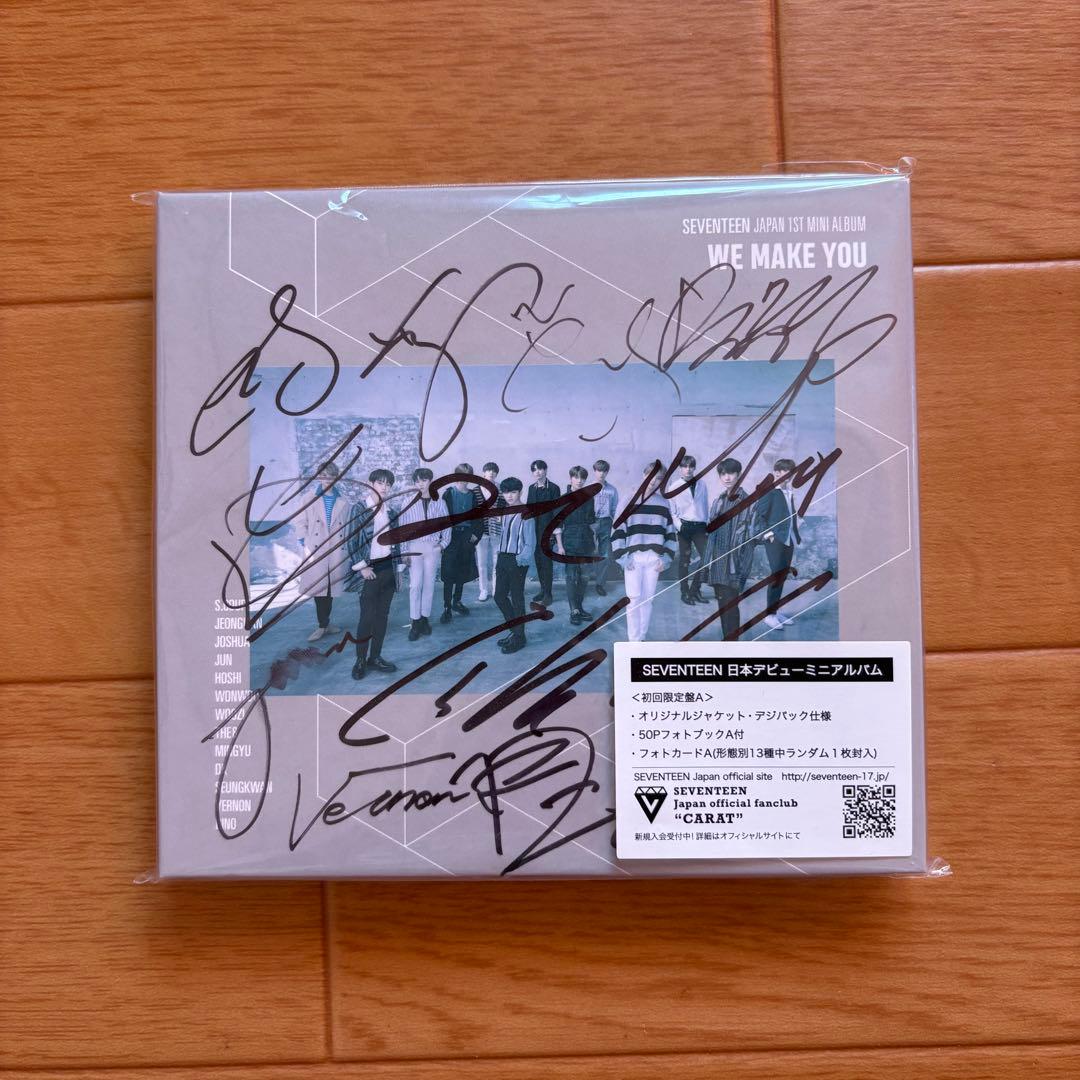 SEVENTEEN JAPAN 1ST MINI ALBUM
WE MAKE YOU
S.COUPS
JEONGHAN
JOSHUA
JUN
HOSHI
WONWOO
WOOZI
THE8
MINGYU
DK
SEUNGKWAN
VERNON
DINO
Vernon
SEVENTEEN 日本デビューミニアルバム
＜初回限定盤A＞
・オリジナルジャケット・デジパック仕様
・50PフォトブックA付
・フォトカードA(形態別13種中ランダム１枚封入)
SEVENTEEN Japan official site http://seventeen-17.jp/
SEVENTEEN
Japan official fanclub
“CARAT”
新規入会受付中! 詳細はオフィシャルサイトにて